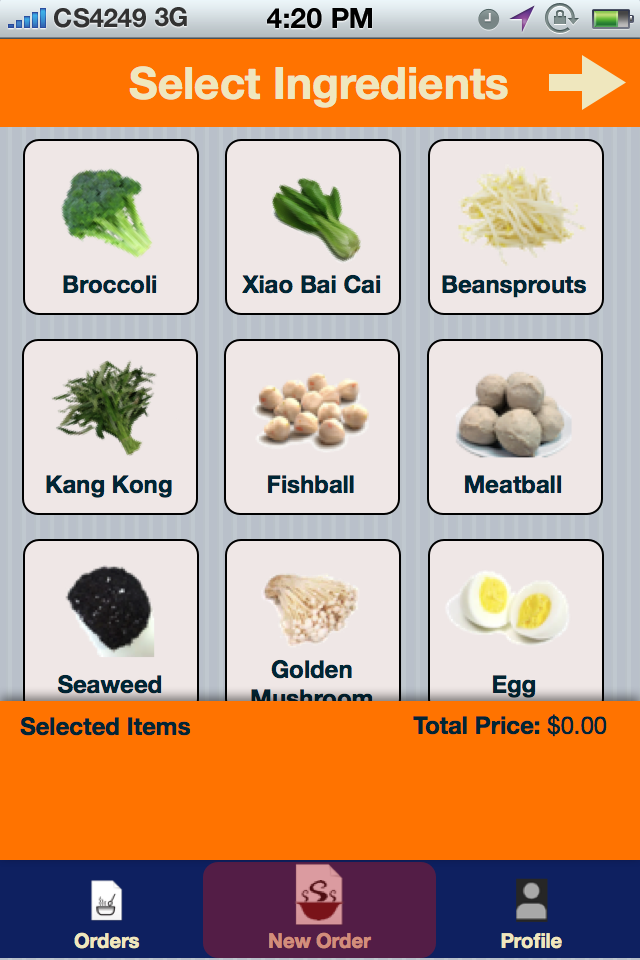 CS4249 3G 4:20 PM
Select Ingredients
Broccoli Xiao Bai Cai Beansprouts
Kang Kong Fishball Meatball
Seaweed Golden Mushroom Egg
Selected Items Total Price: $0.00
Orders New Order Profile